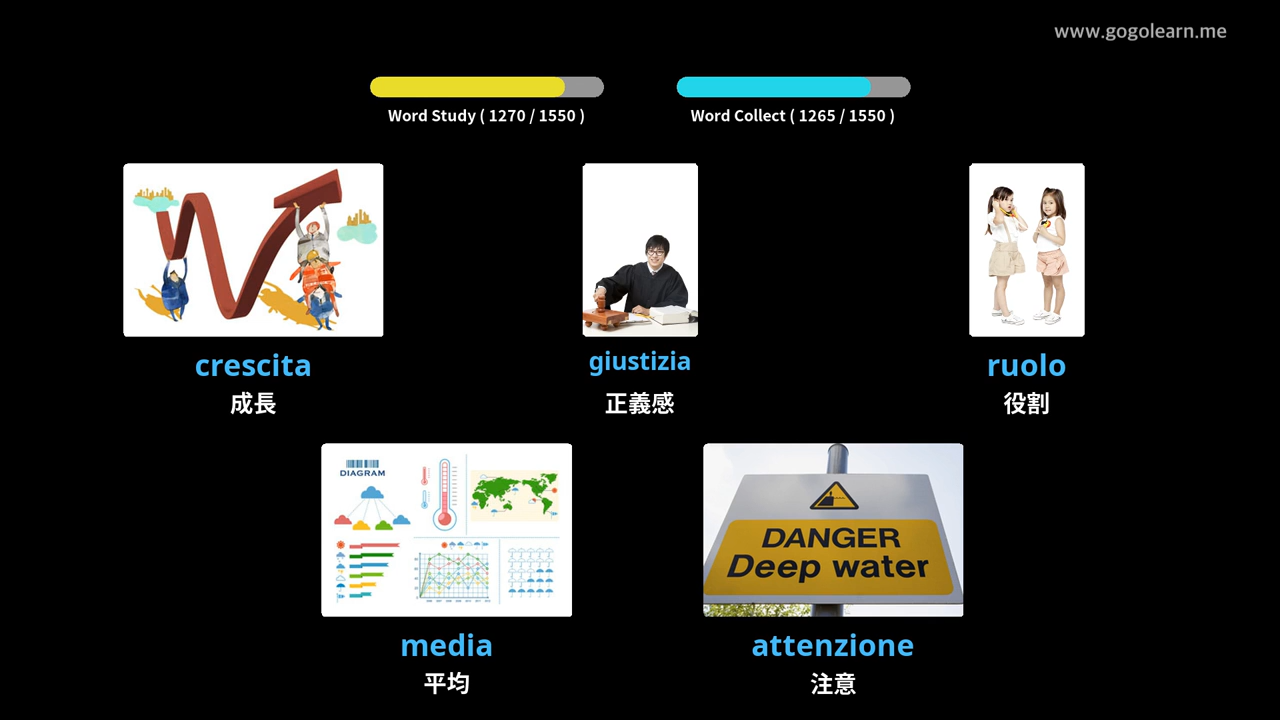 www.gogolearn.me
Word Study ( 1270 / 1550 )
Word Collect ( 1265 / 1550 )
crescita
成長
giustizia
正義感
ruolo
役割
DIAGRAM
DANGER
Deep water
media
平均
attenzione
注意